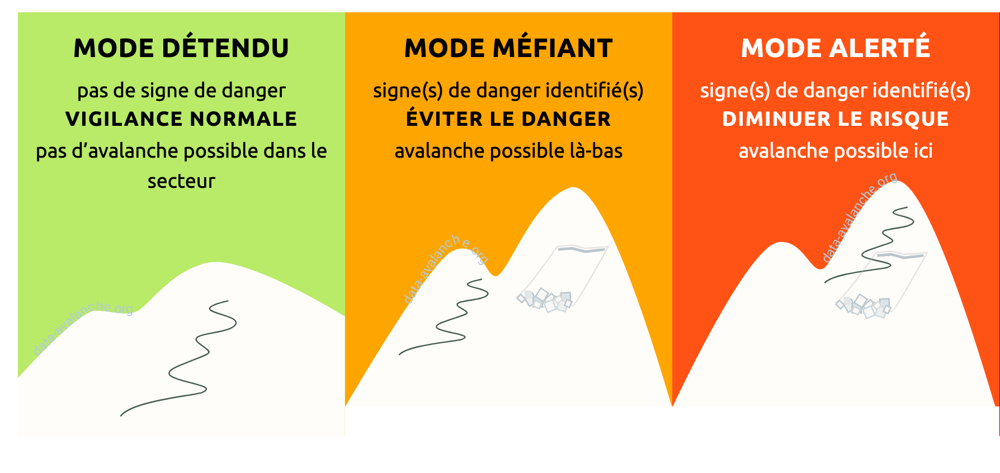 MODE DÉTENDU
pas de signe de danger
VIGILANCE NORMALE
pas d’avalanche possible dans le
secteur
data-avalanche.org
MODE MÉFIANT
signe(s) de danger identifié(s)
ÉVITER LE DANGER
avalanche possible là-bas
data-avalanche.org
MODE ALERTÉ
signe(s) de danger identifié(s)
DIMINUER LE RISQUE
avalanche possible ici
data-avalanche.org